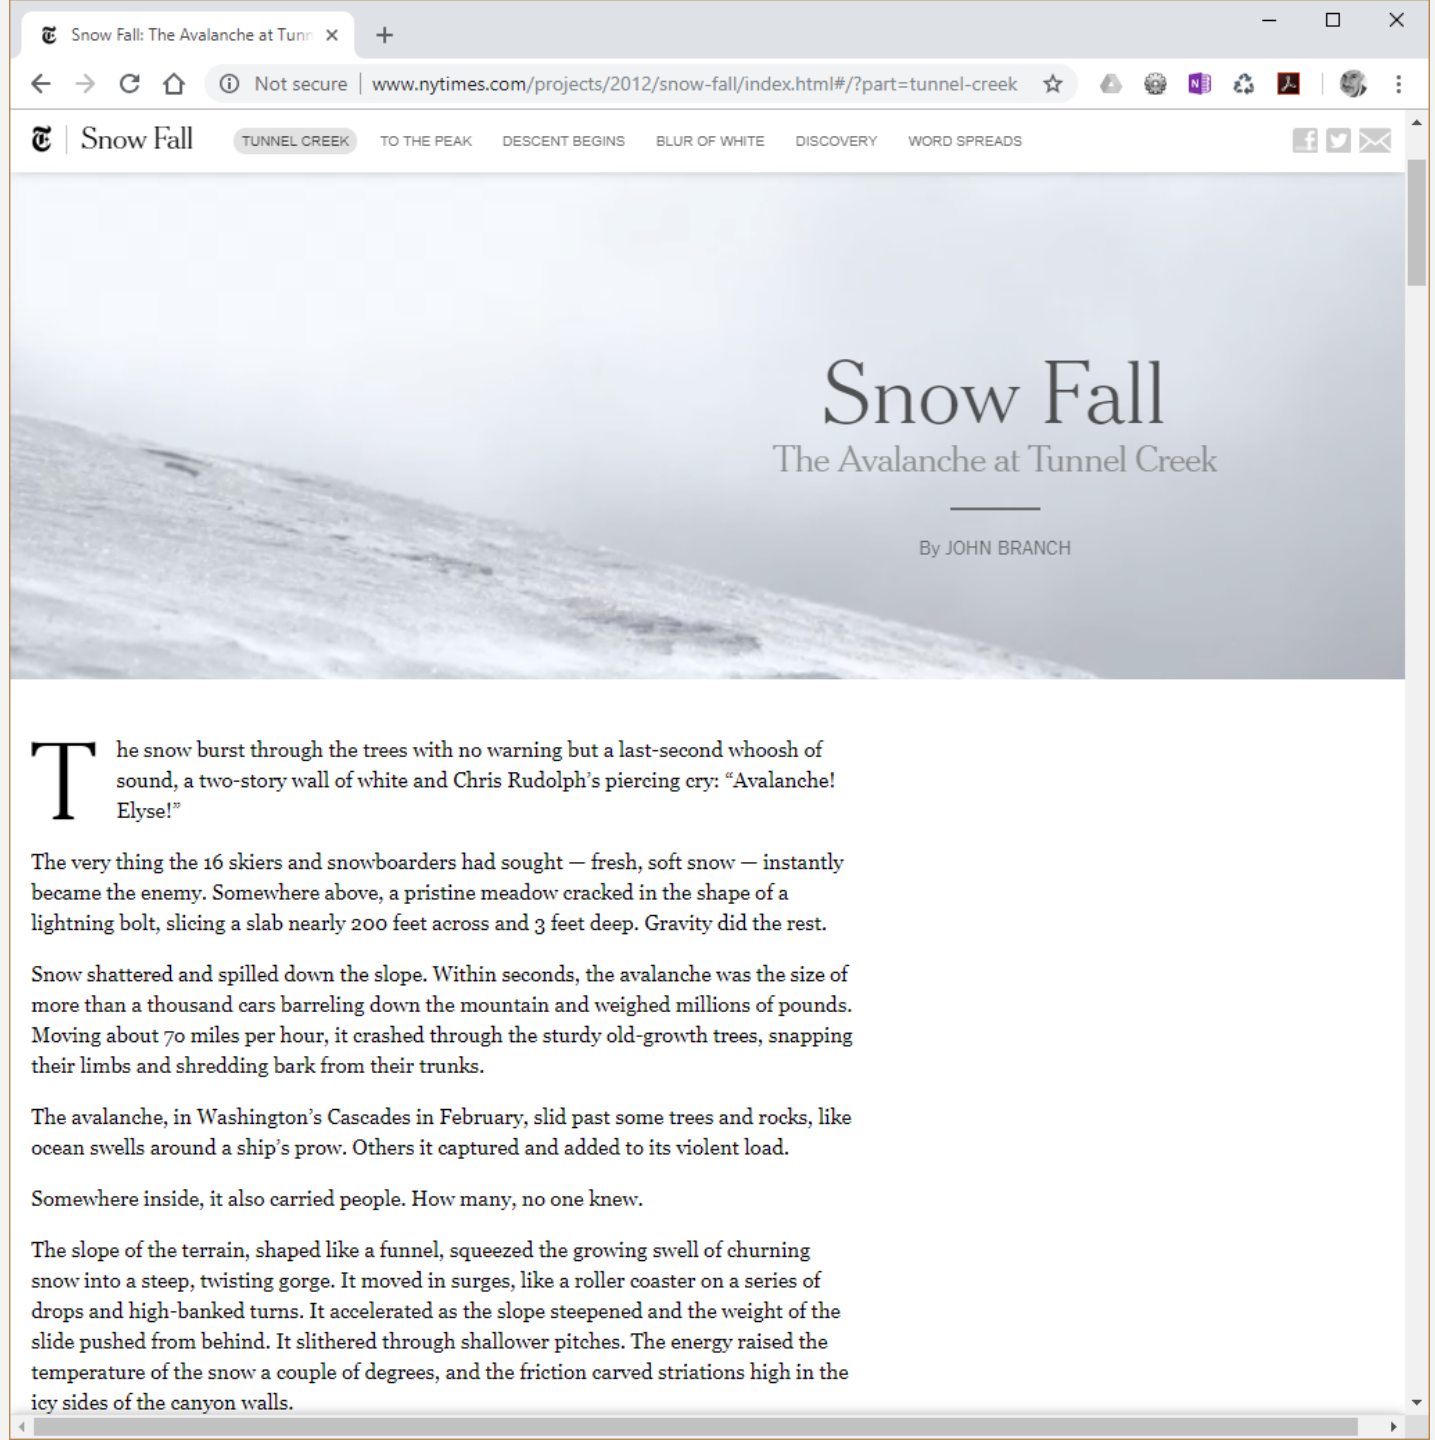 Snow Fall: The Avalanche at Tunn
Not secure | www.nytimes.com/projects/2012/snow-fall/index.html#/?part=tunnel-creek
Snow Fall TUNNEL CREEK TO THE PEAK DESCENT BEGINS BLUR OF WHITE DISCOVERY WORD SPREADS
Snow Fall
The Avalanche at Tunnel Creek
By JOHN BRANCH
The snow burst through the trees with no warning but a last-second whoosh of
sound, a two-story wall of white and Chris Rudolph’s piercing cry: “Avalanche!
Elyse!”
The very thing the 16 skiers and snowboarders had sought — fresh, soft snow — instantly
became the enemy. Somewhere above, a pristine meadow cracked in the shape of a
lightning bolt, slicing a slab nearly 200 feet across and 3 feet deep. Gravity did the rest.
Snow shattered and spilled down the slope. Within seconds, the avalanche was the size of
more than a thousand cars barreling down the mountain and weighed millions of pounds.
Moving about 70 miles per hour, it crashed through the sturdy old-growth trees, snapping
their limbs and shredding bark from their trunks.
The avalanche, in Washington’s Cascades in February, slid past some trees and rocks, like
ocean swells around a ship’s prow. Others it captured and added to its violent load.
Somewhere inside, it also carried people. How many, no one knew.
The slope of the terrain, shaped like a funnel, squeezed the growing swell of churning
snow into a steep, twisting gorge. It moved in surges, like a roller coaster on a series of
drops and high-banked turns. It accelerated as the slope steepened and the weight of the
slide pushed from behind. It slithered through shallower pitches. The energy raised the
temperature of the snow a couple of degrees, and the friction carved striations high in the
icy sides of the canyon walls.